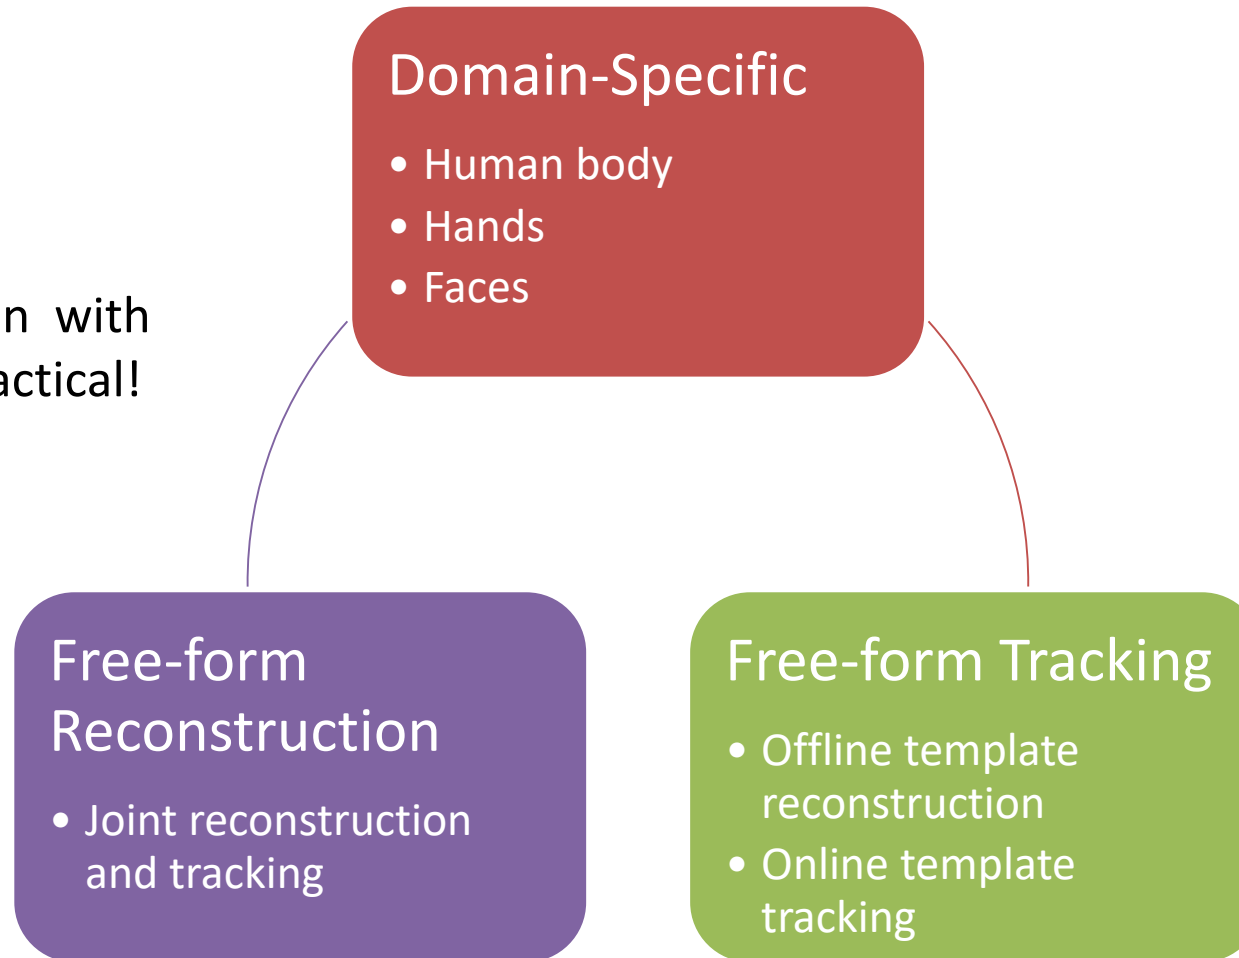 Domain-Specific
• Human body
• Hands
• Faces
with
Free-form
Reconstruction
• Joint reconstruction
and tracking
Free-form Tracking
• Offline template
reconstruction
• Online template
tracking